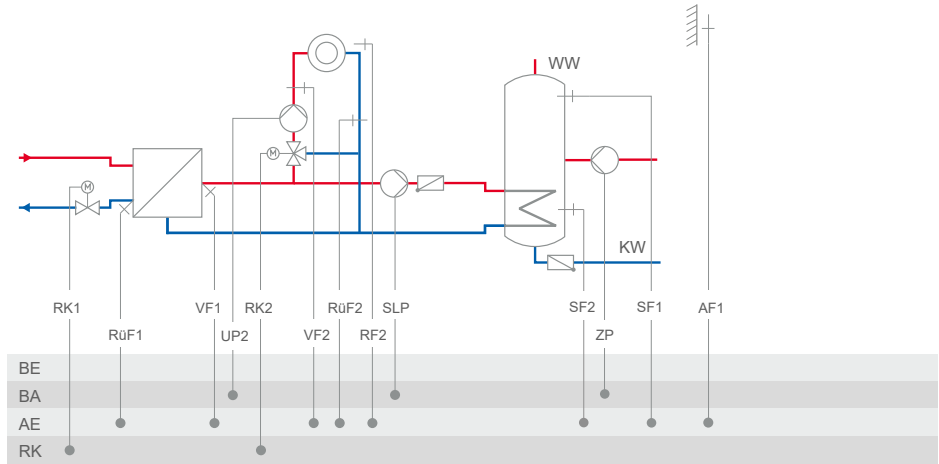 WW
M
M
KW
RK1 VF1 RK2 RüF2 SLP SF2 SF1 AF1
RüF1 UP2 VF2 RF2 ZP
BE
BA
AE
RK